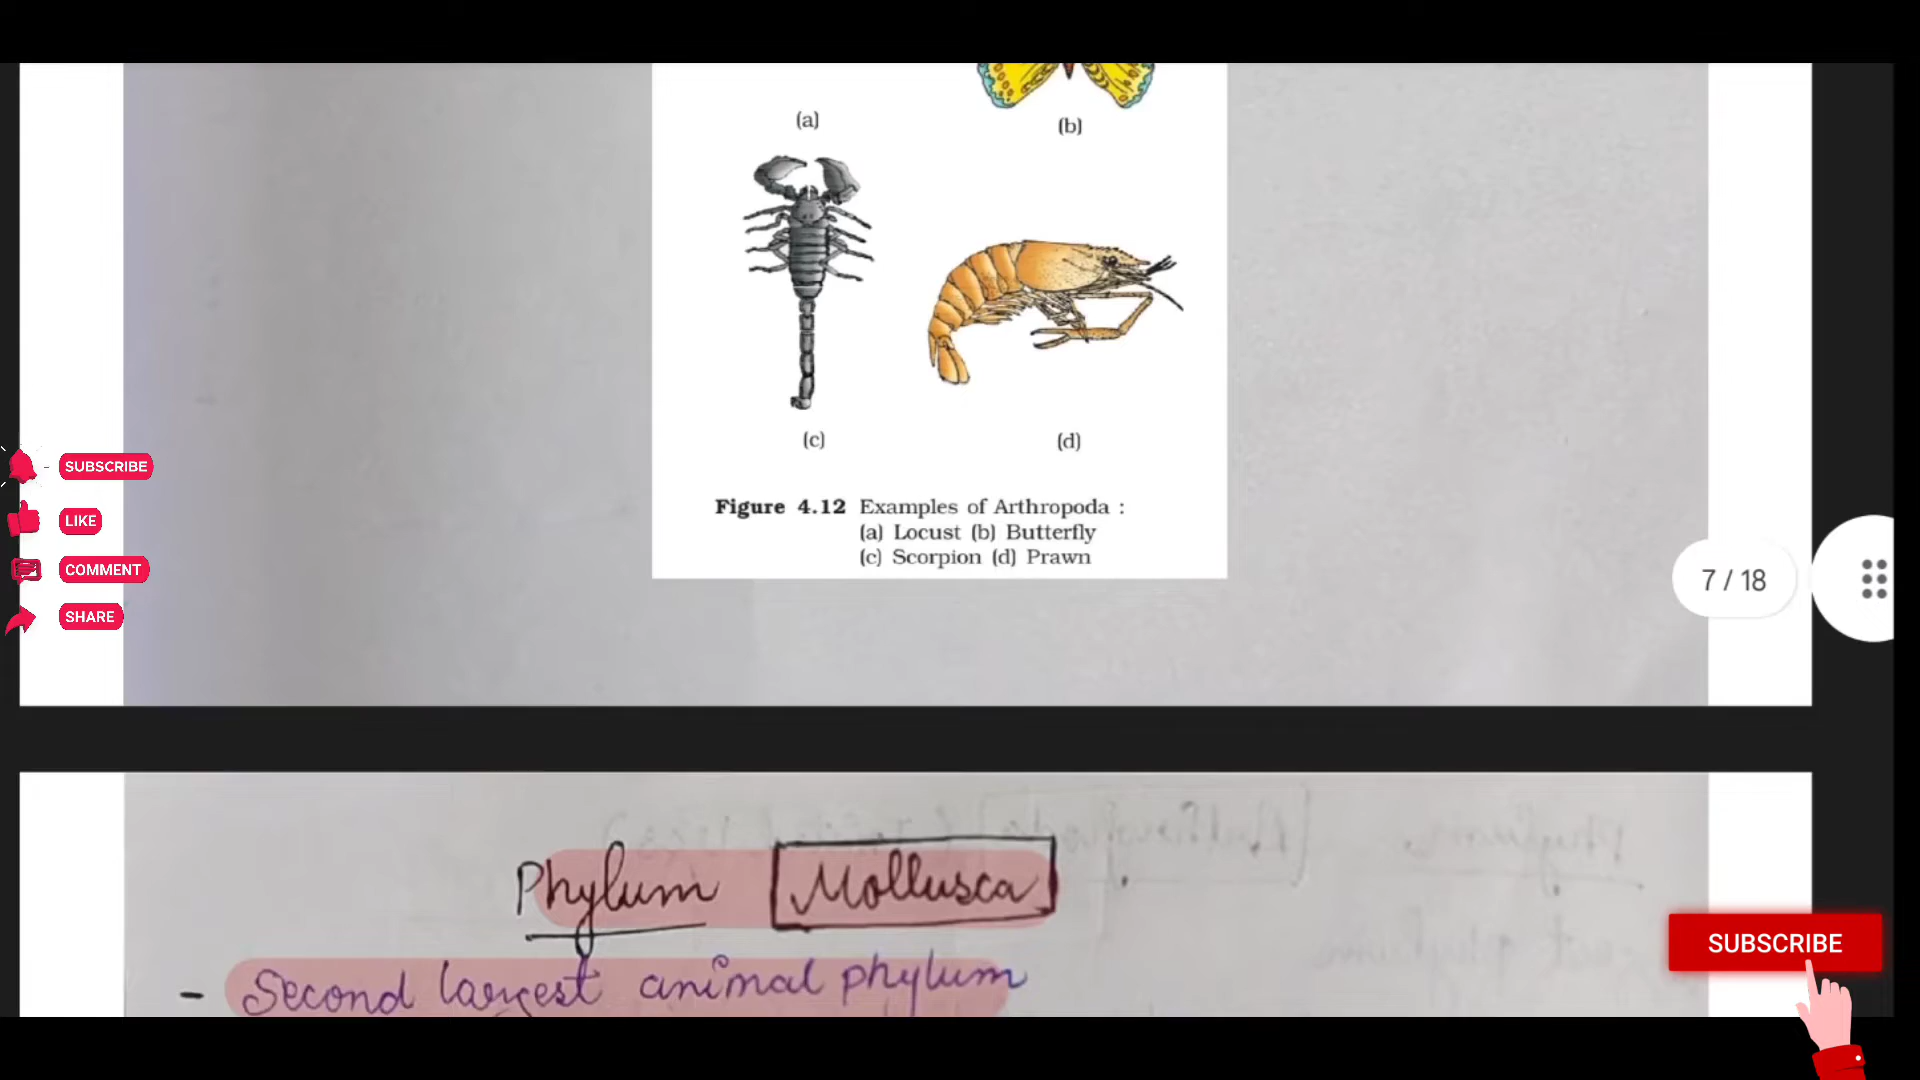 (a)
(b)
(c)
(d)
Figure 4.12 Examples of Arthropoda :
(a) Locust (b) Butterfly
(c) Scorpion (d) Prawn
SUBSCRIBE
LIKE
COMMENT
SHARE
7 / 18
Phylum Mollusca
- Second largest animal phylum
SUBSCRIBE